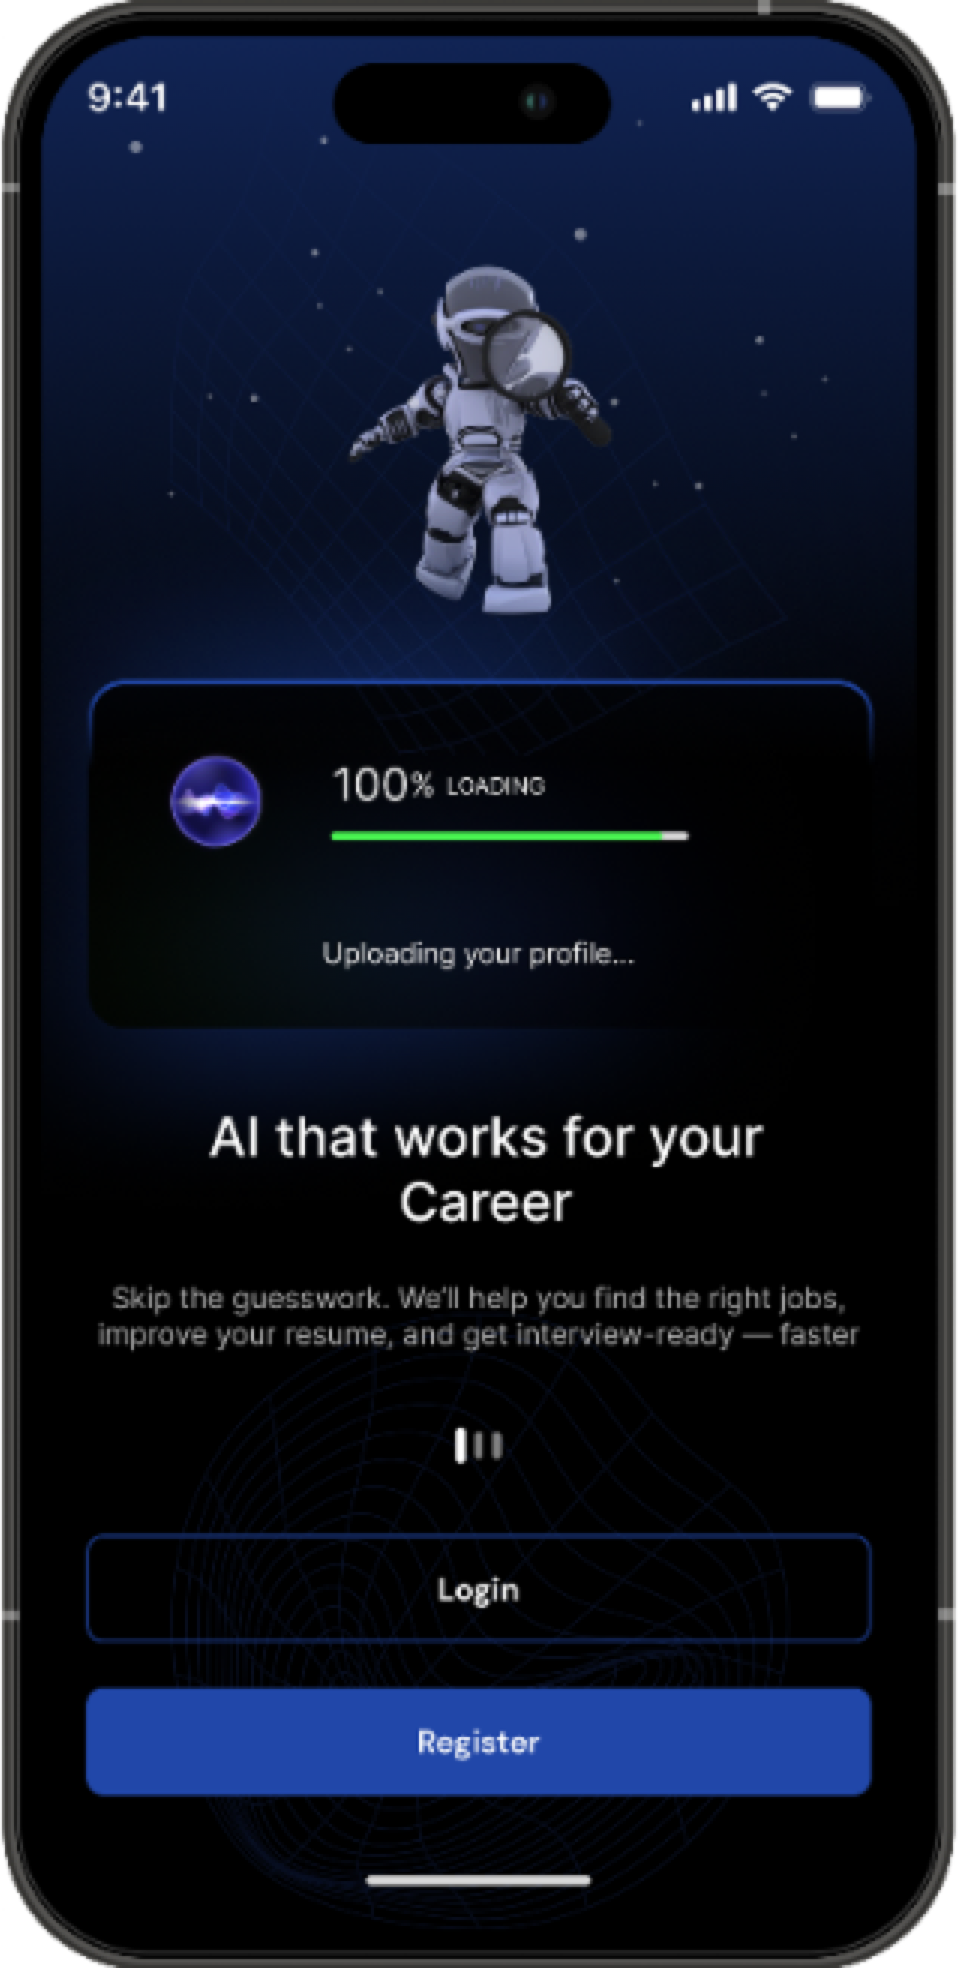 9:41
100% LOADING
Uploading your profile...
AI that works for your
Career
Skip the guesswork. We'll help you find the right jobs,
improve your resume, and get interview-ready — faster
Login
Register